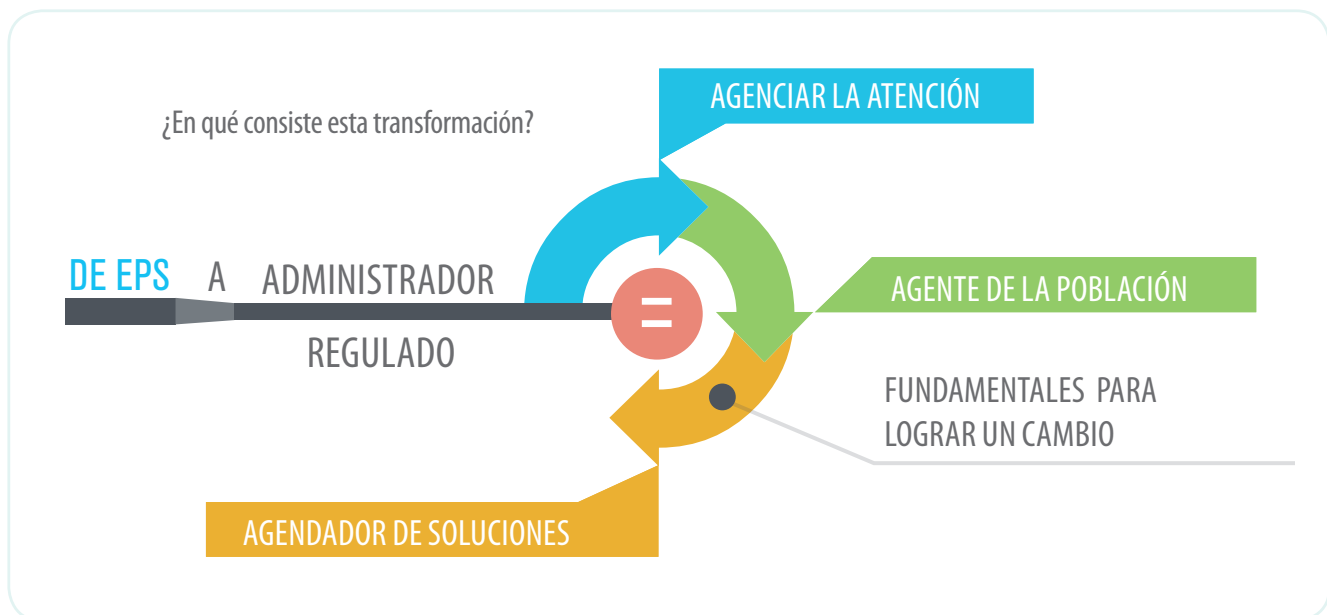 ¿En qué consiste esta transformación?
AGENCIAR LA ATENCIÓN
DE EPS A ADMINISTRADOR
REGULADO
=
AGENTE DE LA POBLACIÓN
FUNDAMENTALES PARA
LOGRAR UN CAMBIO
AGENDADOR DE SOLUCIONES